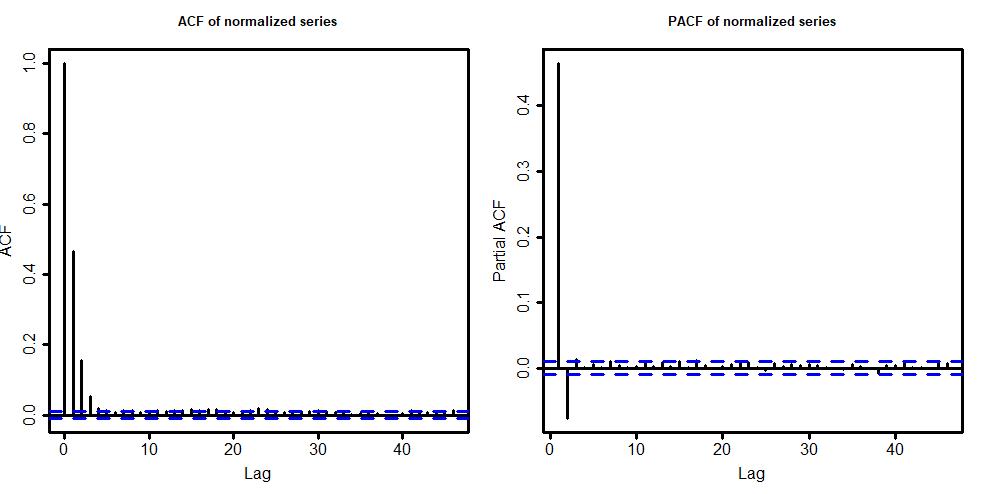 ACF of normalized series
ACF
1.0
0.8
0.6
0.4
0.2
0.0
0 10 20 30 40
Lag
PACF of normalized series
Partial ACF
0.4
0.3
0.2
0.1
0.0
0 10 20 30 40
Lag